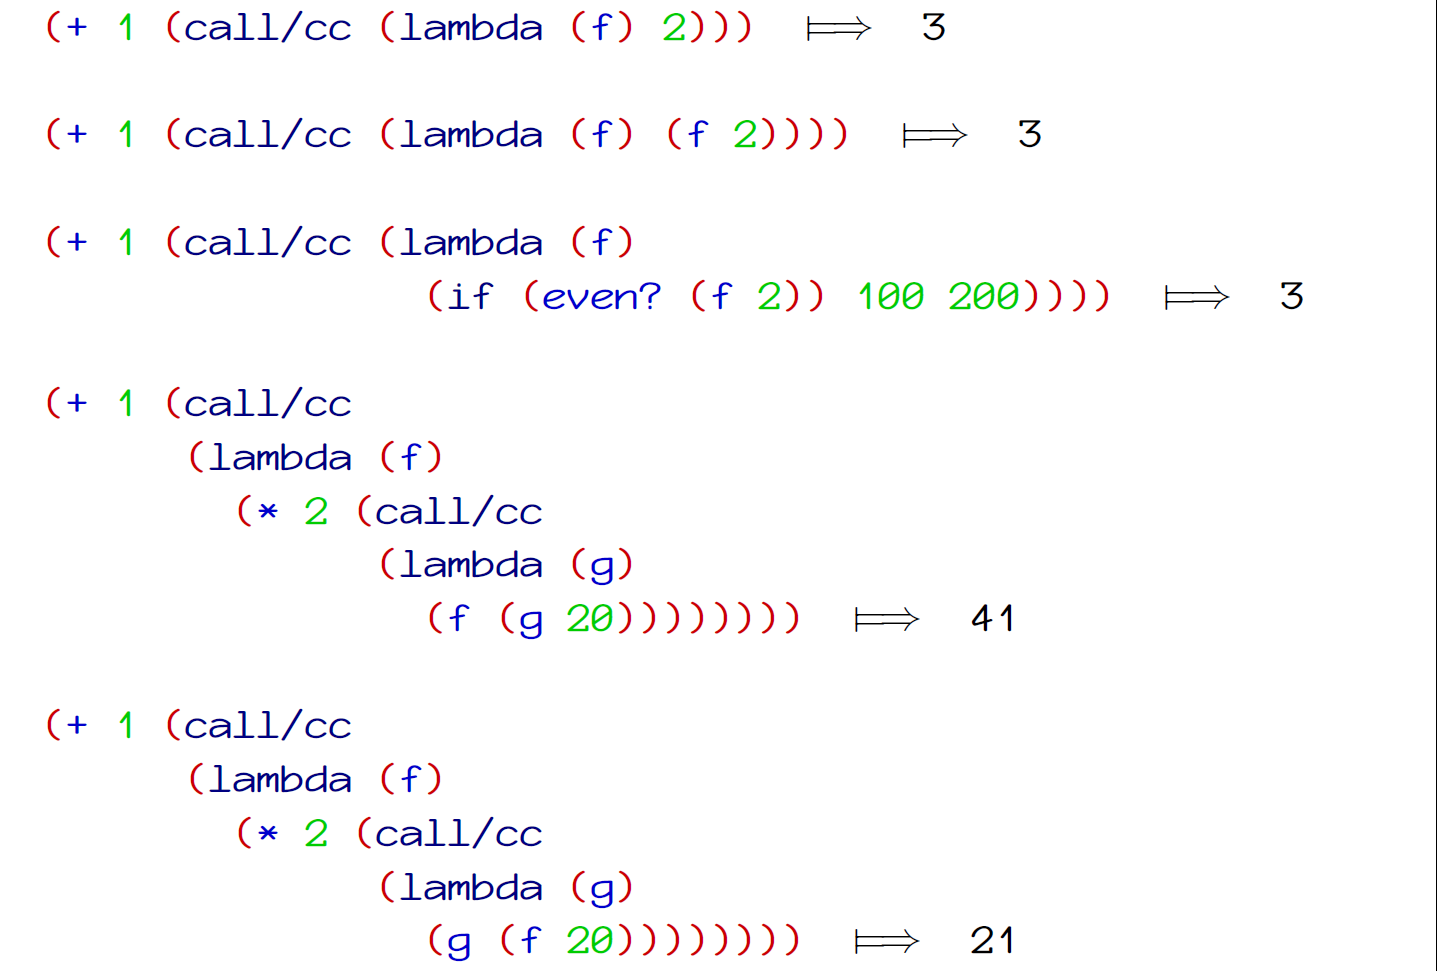 (+ 1 (call/cc (lambda (f) 2))) ⟹ 3
(+ 1 (call/cc (lambda (f) (f 2)))) ⟹ 3
(+ 1 (call/cc (lambda (f)
(if (even? (f 2)) 100 200)))) ⟹ 3
(+ 1 (call/cc
(lambda (f)
(* 2 (call/cc
(lambda (g)
(f (g 20)))))))) ⟹ 41
(+ 1 (call/cc
(lambda (f)
(* 2 (call/cc
(lambda (g)
(g (f 20)))))))) ⟹ 21